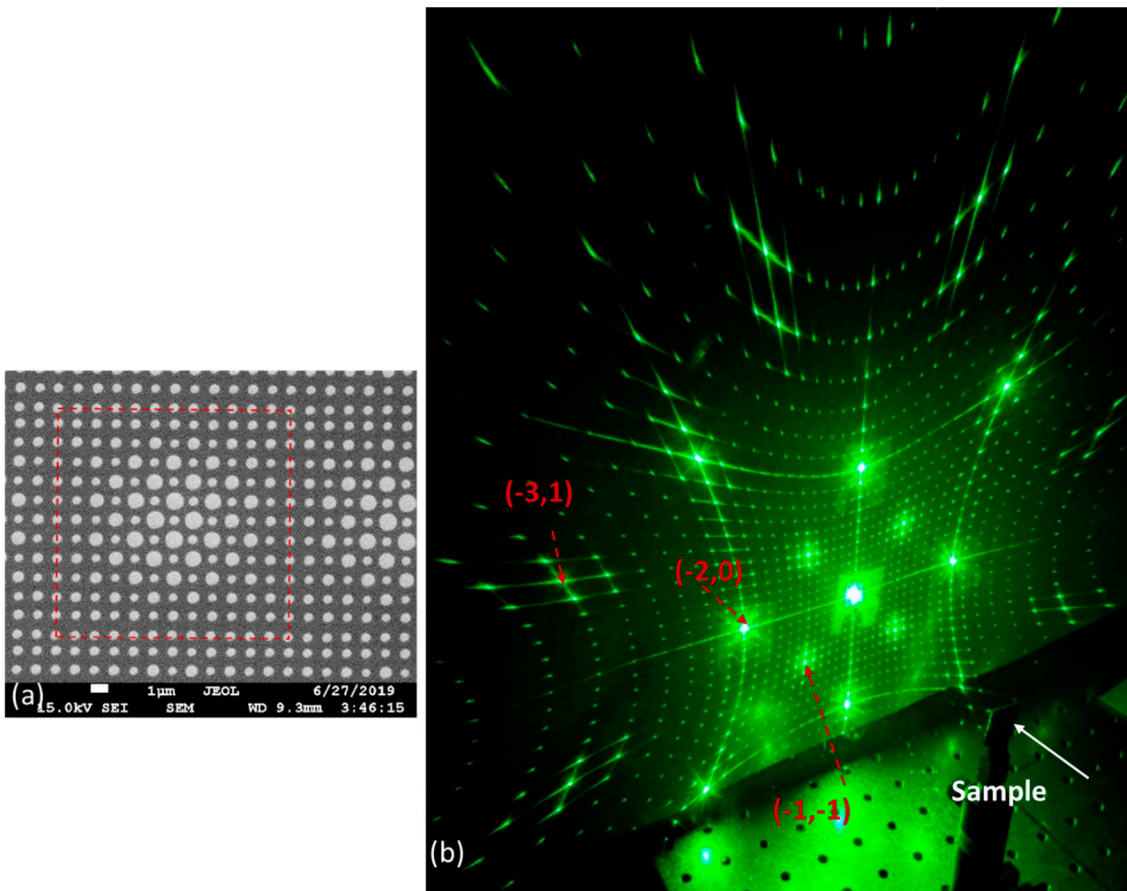 (-3,1)
(-2,0)
(a)
1μm JEOL 6/27/2019
15.0kV SEI SEM WD 9.3mm 3:46:15
Sample
(-1,-1)
(b)